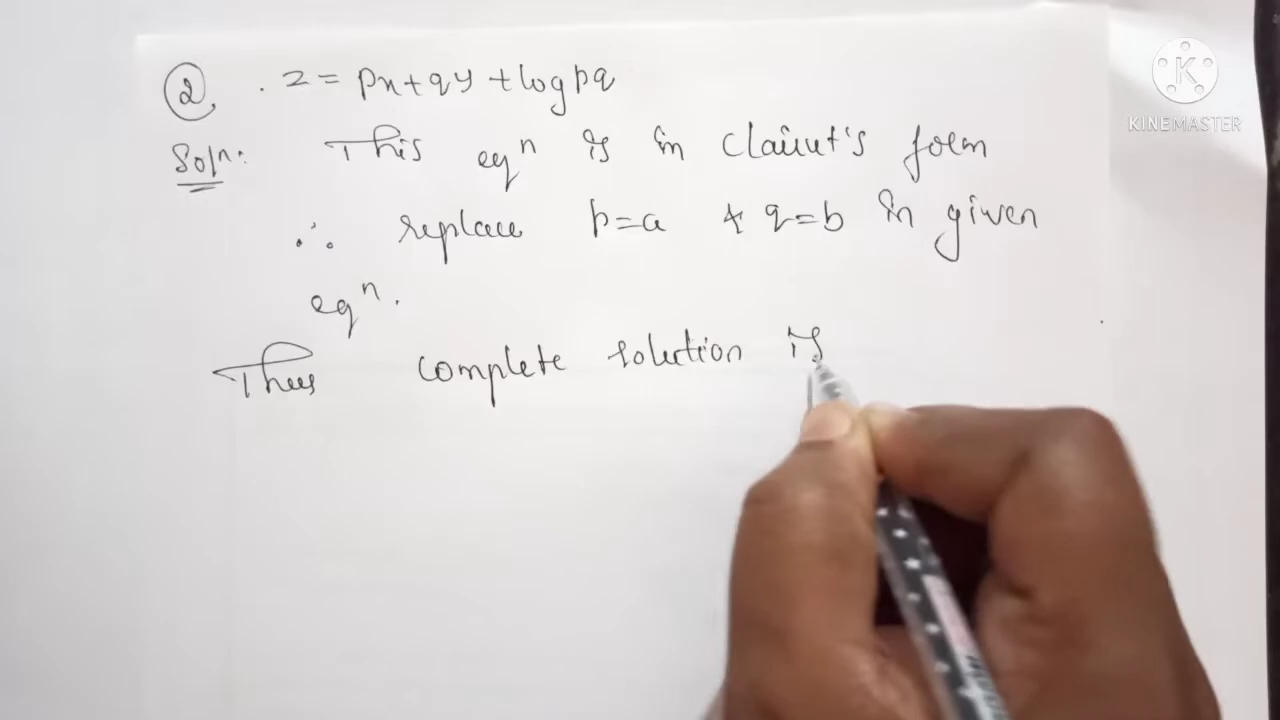 ② . z = px + qy + log pq
Solⁿ: This eqⁿ is in Clairut's form
∴ replace p=a & q=b in given
eqⁿ.
Thus complete solution is
K
KINEMASTER